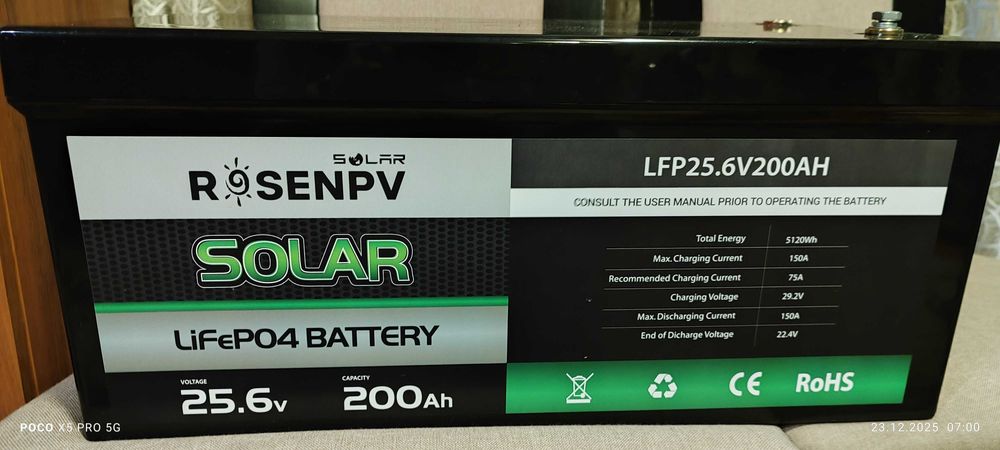 SOLAR
ROSENPV
SOLAR
LiFePO4 BATTERY
VOLTAGE
25.6V
CAPACITY
200Ah
LFP25.6V200AH
CONSULT THE USER MANUAL PRIOR TO OPERATING THE BATTERY
Total Energy 5120Wh
Max. Charging Current 150A
Recommended Charging Current 75A
Charging Voltage 29.2V
Max. Discharging Current 150A
End of Dicharge Voltage 22.4V
CE RoHS
POCO X5 PRO 5G
23.12.2025 07:00